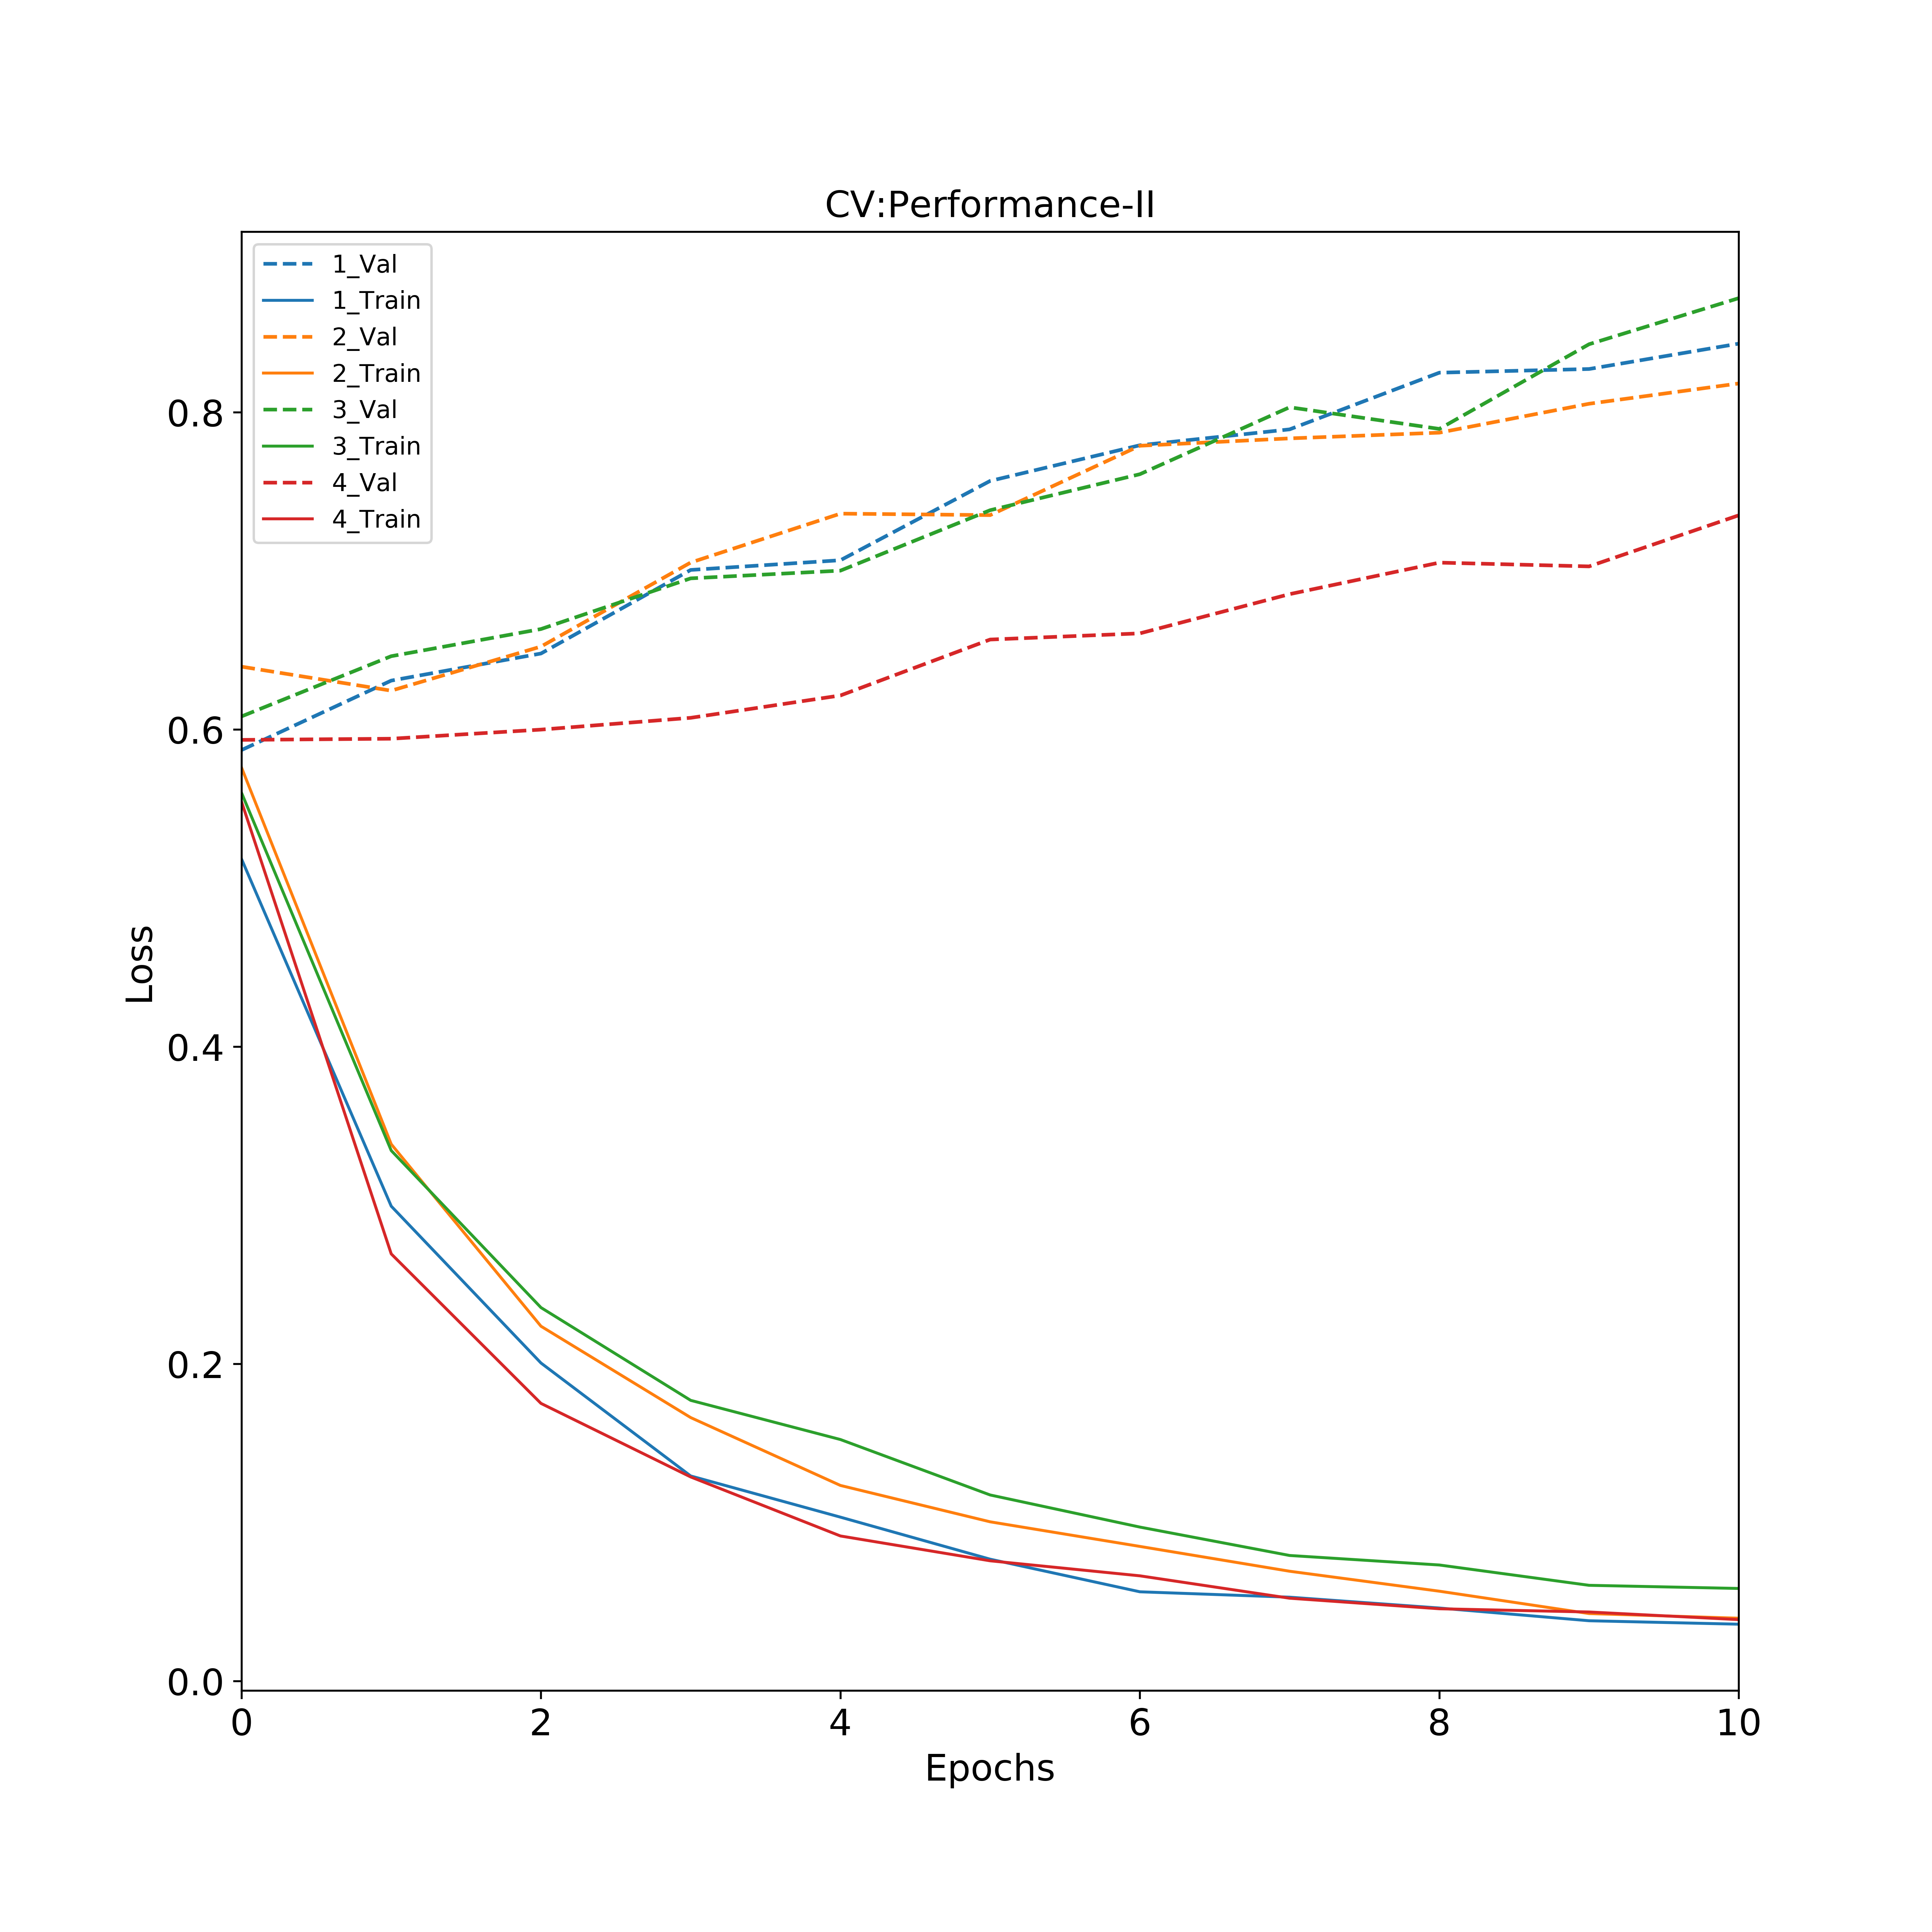 CV:Performance-II
1_Val
1_Train
2_Val
2_Train
3_Val
3_Train
4_Val
4_Train
0.8
0.6
0.4
0.2
0.0
Loss
0 2 4 6 8 10
Epochs